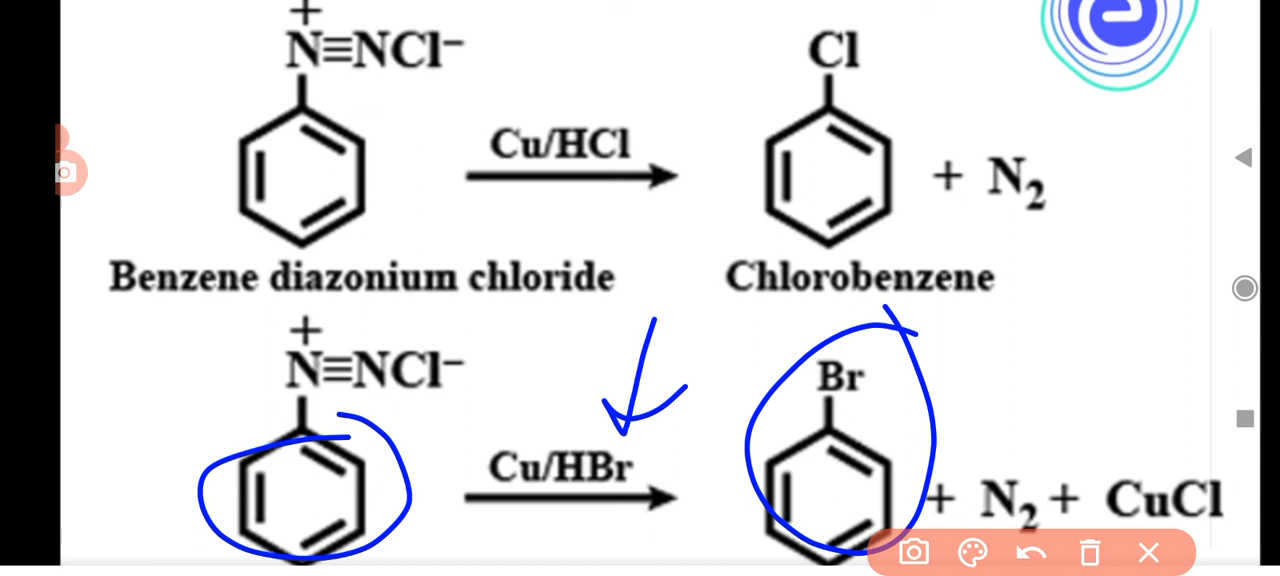 +
N≡NCl⁻
Cl
Cu/HCl
+ N₂
Benzene diazonium chloride
Chlorobenzene
+
N≡NCl⁻
Br
Cu/HBr
+ N₂ + CuCl